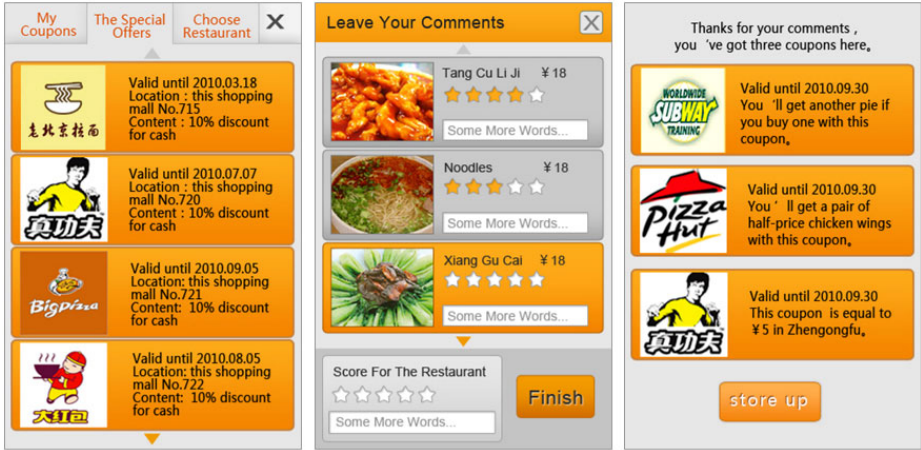 My
Coupons
The Special
Offers
Choose
Restaurant
X
老北京拉面
Valid until 2010.03.18
Location : this shopping
mall No.715
Content : 10% discount
for cash
真功夫
Valid until 2010.07.07
Location : this shopping
mall No.720
Content : 10% discount
for cash
Bigpizza
Valid until 2010.09.05
Location: this shopping
mall No.721
Content: 10% discount
for cash
大红包
Valid until 2010.08.05
Location: this shopping
mall No.722
Content: 10% discount
for cash
Leave Your Comments
X
Tang Cu Li Ji ¥ 18
Some More Words...
Noodles ¥ 18
Some More Words...
Xiang Gu Cai ¥ 18
Some More Words...
Score For The Restaurant
Some More Words...
Finish
Thanks for your comments ,
you ‘ve got three coupons here。
WORLDWIDE
SUBWAY
TRAINING
Valid until 2010.09.30
You ‘ll get another pie if
you buy one with this
coupon。
Pizza
Hut
Valid until 2010.09.30
You ‘ ll get a pair of
half-price chicken wings
with this coupon。
真功夫
Valid until 2010.09.30
This coupon is equal to
¥ 5 in Zhengongfu。
store up